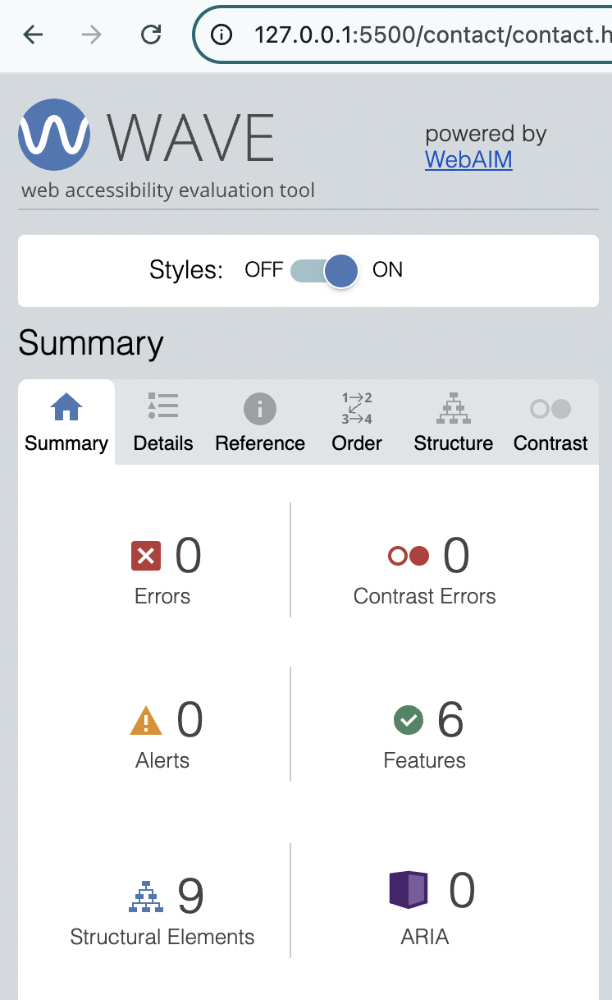 127.0.0.1:5500/contact/contact.h
WAVE
powered by
WebAIM
web accessibility evaluation tool
Styles: OFF ON
Summary
1 2
3 4
Summary Details Reference Order Structure Contrast
0 0
Errors Contrast Errors
0 6
Alerts Features
9 0
Structural Elements ARIA